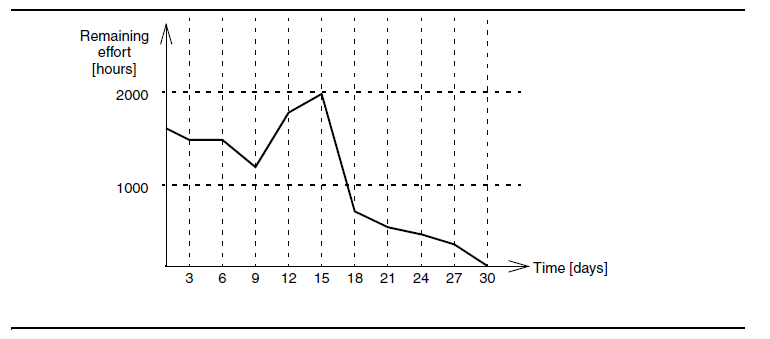 Remaining
effort
[hours]
2000
1000
3 6 9 12 15 18 21 24 27 30
Time [days]